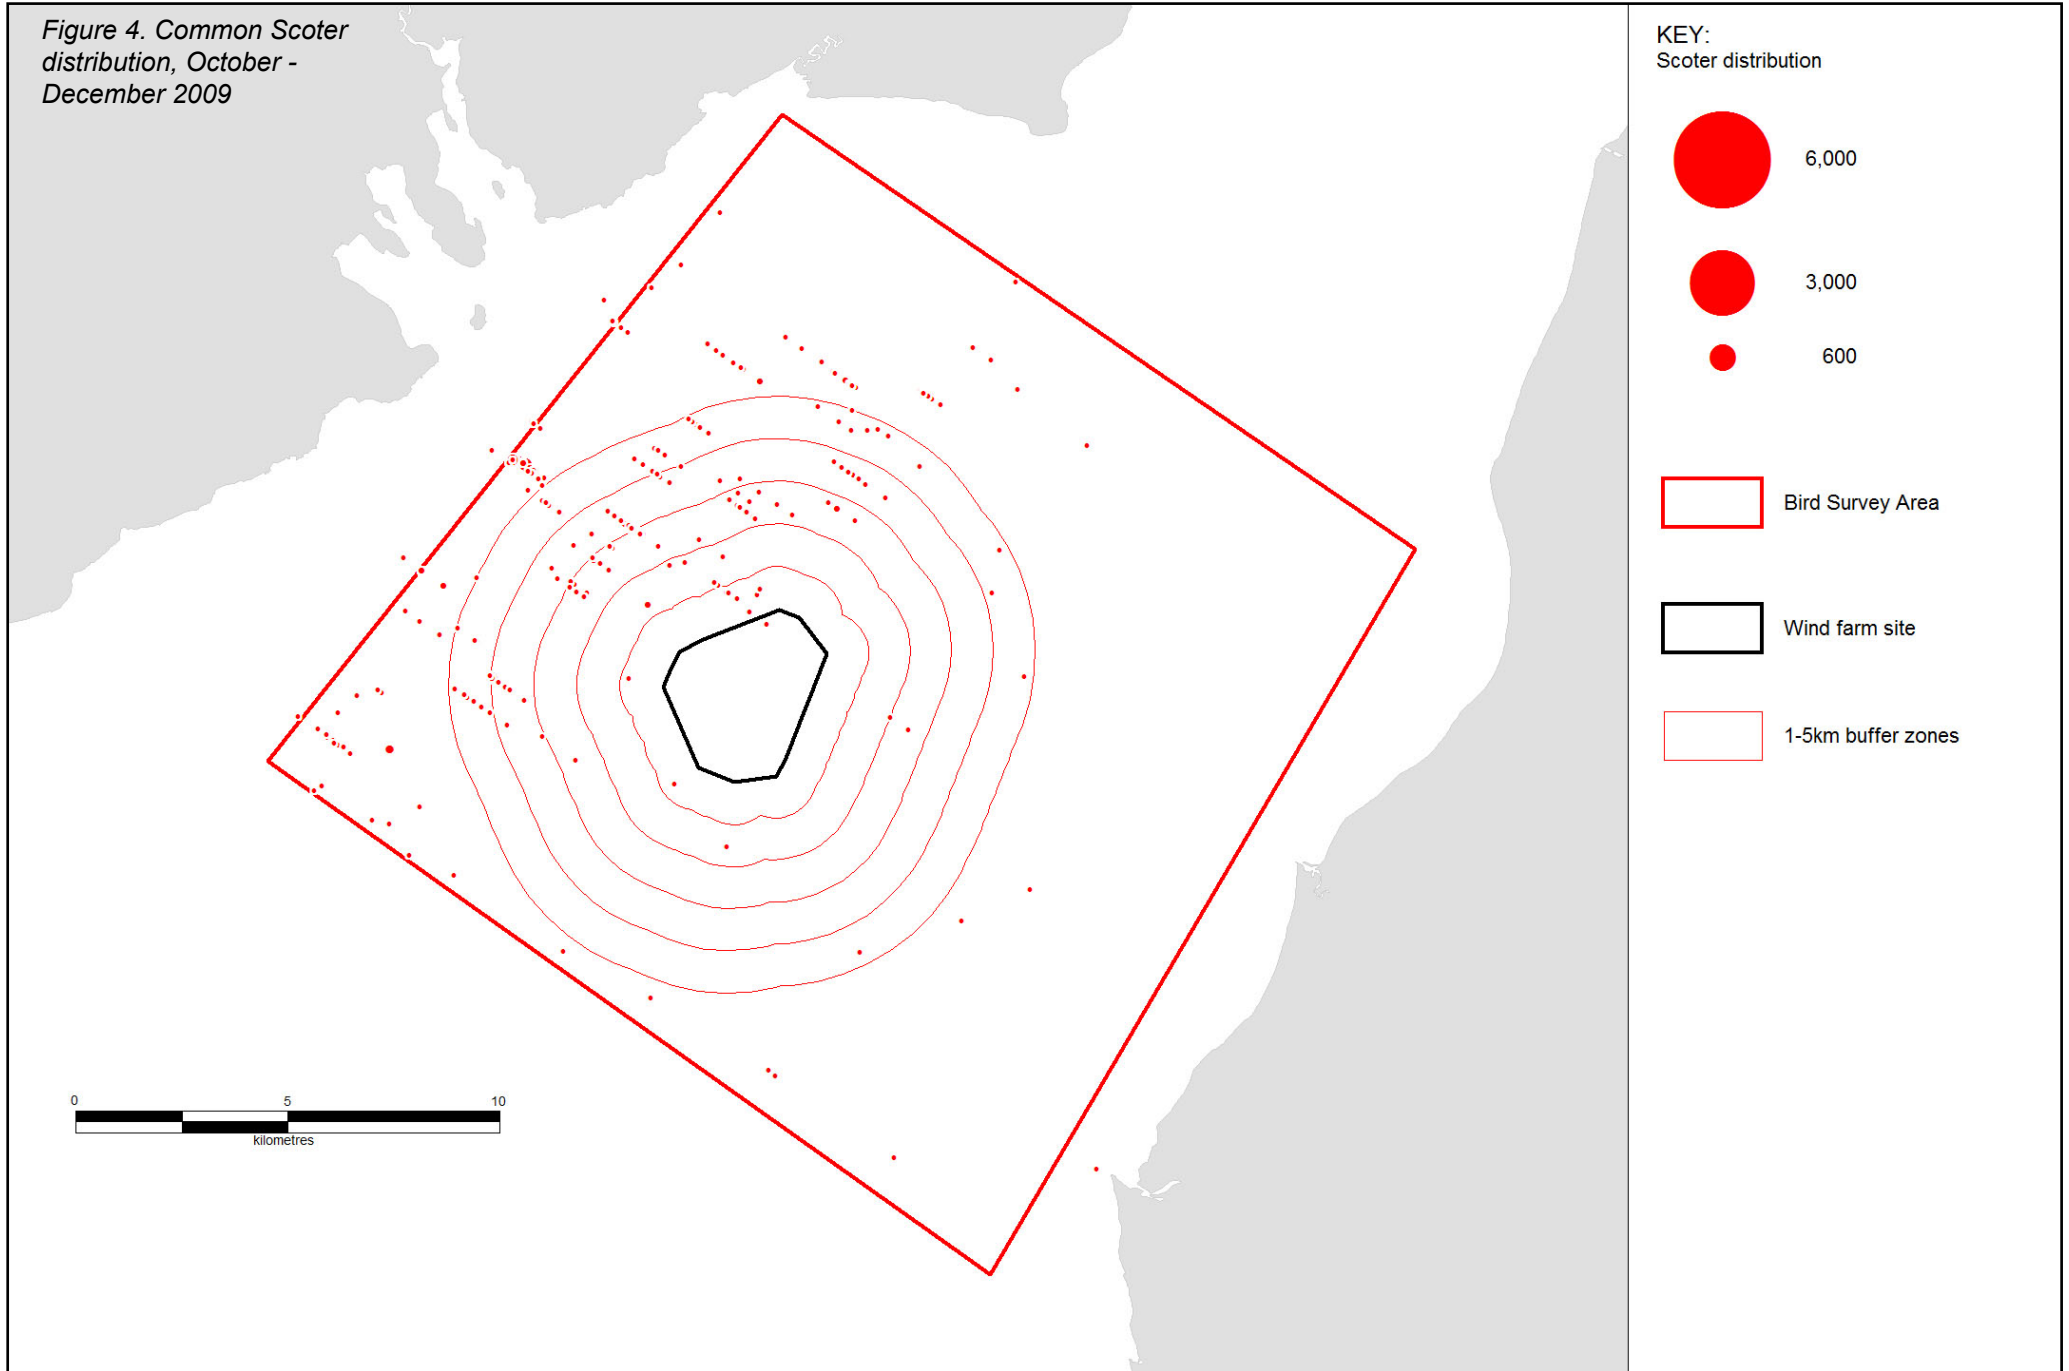 Figure 4. Common Scoter
distribution, October -
December 2009
KEY:
Scoter distribution
6,000
3,000
600
Bird Survey Area
Wind farm site
1-5km buffer zones
0 5 10
kilometres